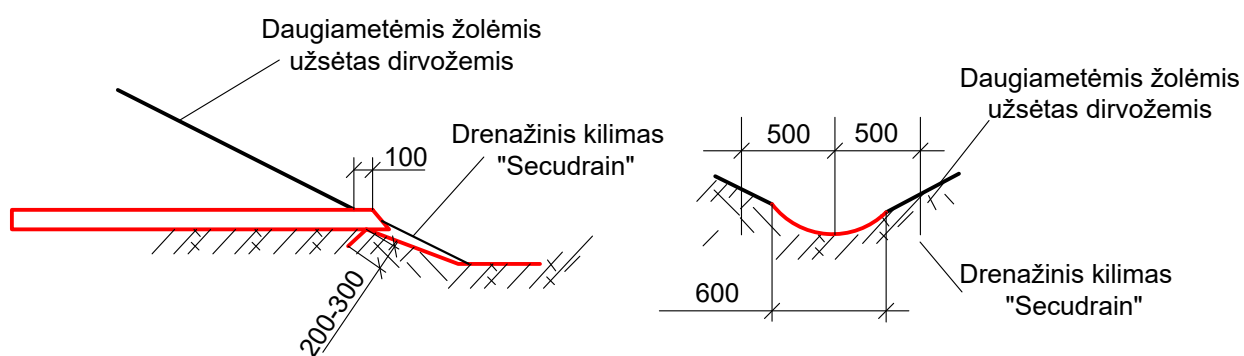 Daugiametėmis žolėmis
užsėtas dirvožemis
Drenažinis kilimas
"Secudrain"
100
200-300
Daugiametėmis žolėmis
užsėtas dirvožemis
500
500
600
Drenažinis kilimas
"Secudrain"